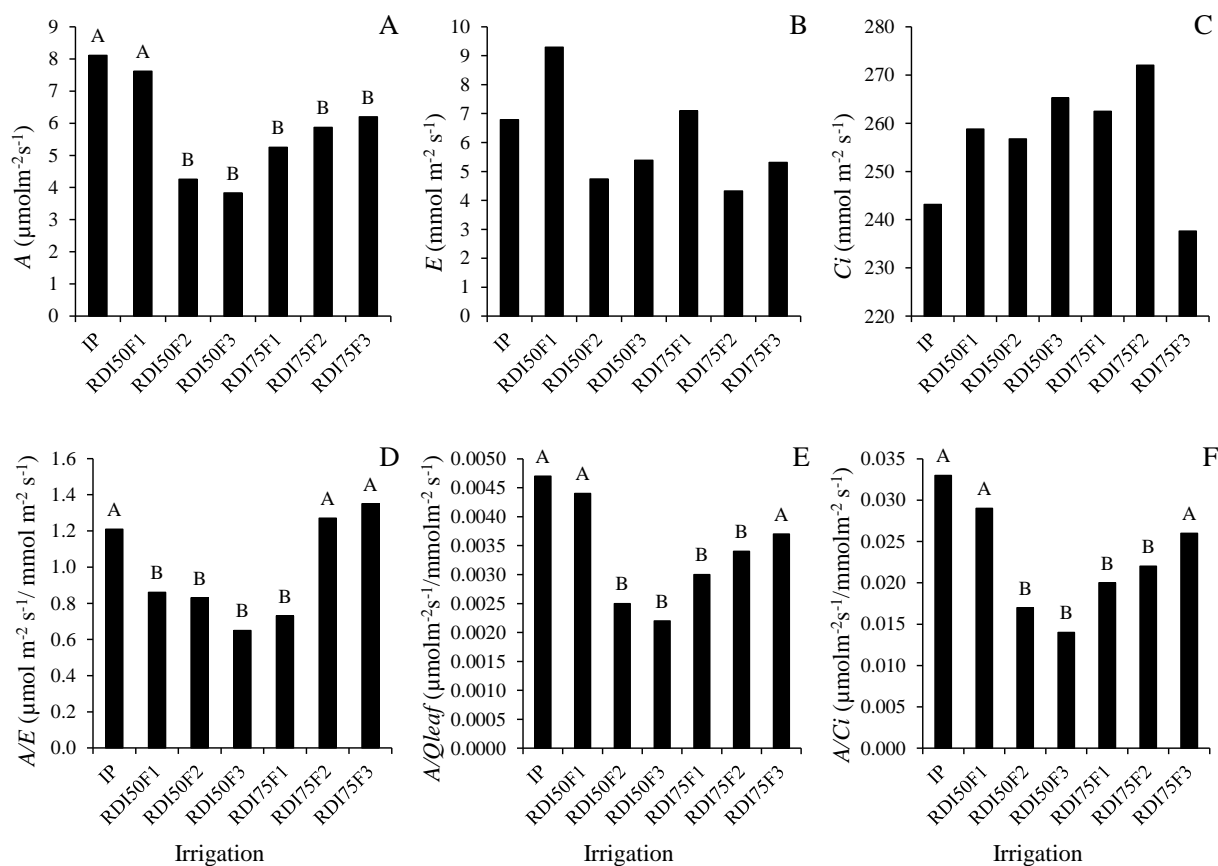 A
A (µmolm-2s-1)
9
8
7
6
5
4
3
2
1
0
A
A
B
B
B
B
B
IP
RDI50F1
RDI50F2
RDI50F3
RDI75F1
RDI75F2
RDI75F3
B
E (mmol m-2 s-1)
10
9
8
7
6
5
4
3
2
1
0
IP
RDI50F1
RDI50F2
RDI50F3
RDI75F1
RDI75F2
RDI75F3
C
Ci (mmol m-2 s-1)
280
270
260
250
240
230
220
IP
RDI50F1
RDI50F2
RDI50F3
RDI75F1
RDI75F2
RDI75F3
D
A/E (µmol m-2 s-1/ mmol m-2 s-1)
1.6
1.4
1.2
1.0
0.8
0.6
0.4
0.2
0.0
A
B
B
B
B
A
A
IP
RDI50F1
RDI50F2
RDI50F3
RDI75F1
RDI75F2
RDI75F3
Irrigation
E
A/Qleaf (µmolm-2s-1/mmolm-2 s-1)
0.0050
0.0045
0.0040
0.0035
0.0030
0.0025
0.0020
0.0015
0.0010
0.0005
0.0000
A
A
B
B
B
B
A
IP
RDI50F1
RDI50F2
RDI50F3
RDI75F1
RDI75F2
RDI75F3
Irrigation
F
A/Ci (µmolm-2s-1/mmolm-2 s-1)
0.035
0.030
0.025
0.020
0.015
0.010
0.005
0.000
A
A
B
B
B
B
A
IP
RDI50F1
RDI50F2
RDI50F3
RDI75F1
RDI75F2
RDI75F3
Irrigation